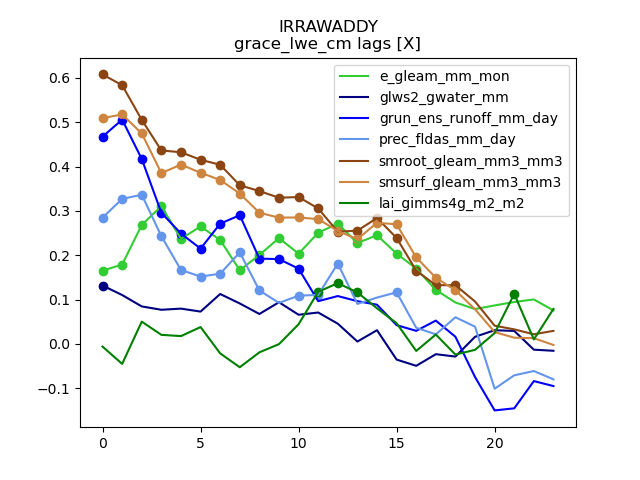 IRRAWADDY
grace_lwe_cm lags [X]
0.6
0.5
0.4
0.3
0.2
0.1
0.0
−0.1
0
5
10
15
20
e_gleam_mm_mon
glws2_gwater_mm
grun_ens_runoff_mm_day
prec_fldas_mm_day
smroot_gleam_mm3_mm3
smsurf_gleam_mm3_mm3
lai_gimms4g_m2_m2